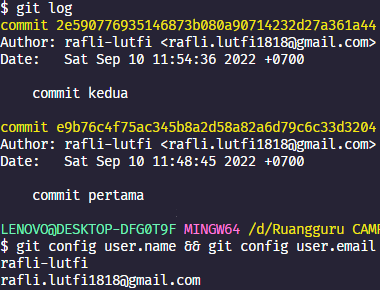 $ git log
commit 2e590776935146873b080a90714232d27a361a44
Author: rafli-lutfi <rafli.lutfi1818@gmail.com>
Date:   Sat Sep 10 11:54:36 2022 +0700
commit kedua
commit e9b76c4f75ac345b8a2d58a82a6d79c6c33d3204
Author: rafli-lutfi <rafli.lutfi1818@gmail.com>
Date:   Sat Sep 10 11:48:45 2022 +0700
commit pertama
LENOVO@DESKTOP-DFG0T9F MINGW64 /d/Ruangguru CAMP
$ git config user.name && git config user.email
rafli-lutfi
rafli.lutfi1818@gmail.com